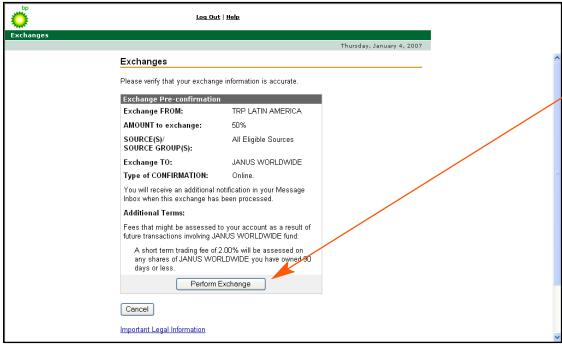 bp
Log Out | Help
Exchanges
Thursday, January 4, 2007
Exchanges
Please verify that your exchange information is accurate.
Exchange Pre-confirmation
Exchange FROM: TRP LATIN AMERICA
AMOUNT to exchange: 50%
SOURCE(S)/ All Eligible Sources
SOURCE GROUP(S):
Exchange TO: JANUS WORLDWIDE
Type of CONFIRMATION: Online.
You will receive an additional notification in your Message
Inbox when this exchange has been processed.
Additional Terms:
Fees that might be assessed to your account as a result of
future transactions involving JANUS WORLDWIDE fund:
A short term trading fee of 2.00% will be assessed on
any shares of JANUS WORLDWIDE you have owned 90
days or less.
Perform Exchange
Cancel
Important Legal Information